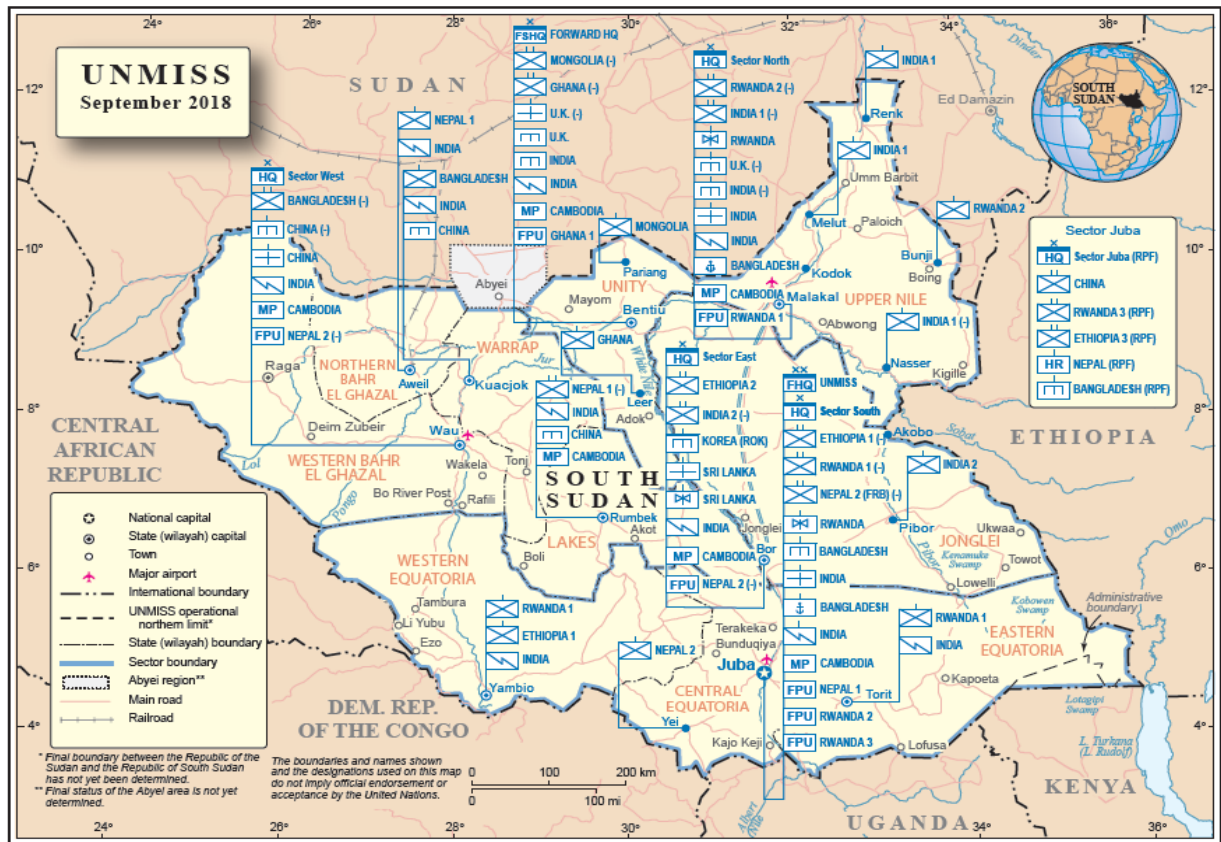 24°
28°
32°
36°
UNMISS
September 2018
12°
10°
8°
6°
4°
SUDAN
FSHQ FORWARD HQ
MONGOLIA (-)
GHANA (-)
U.K. (-)
U.K.
INDIA
INDIA
MP CAMBODIA
FPU GHANA 1
HQ Sector North
RWANDA 2 (-)
INDIA 1 (-)
RWANDA
U.K. (-)
INDIA (-)
INDIA
INDIA
BANGLADESH
MP CAMBODIA
FPU RWANDA 1
INDIA 1
Renk
INDIA 1
Umm Barbit
Paloich
Melut
RWANDA 2
Bunji
Boing
Kodok
Malakal
UPPER NILE
Abwong
INDIA 1 (-)
Nasser
Kigille
Dinder
Ed Damazin
SOUTH
SUDAN
12°
10°
8°
6°
4°
Sector Juba
HQ Sector Juba (RPF)
CHINA
RWANDA 3 (RPF)
ETHIOPIA 3 (RPF)
HR NEPAL (RPF)
BANGLADESH (RPF)
HQ Sector West
BANGLADESH (-)
CHINA (-)
CHINA
INDIA
MP CAMBODIA
FPU NEPAL 2 (-)
NEPAL 1
INDIA
BANGLADESH
INDIA
CHINA
Abyei
MONGOLIA
Pariang
UNITY
Mayom
Bentiu
WARRAP
Jur
White Nile
GHANA
Leer
Adok
Raga
NORTHERN
BAHR
EL GHAZAL
Aweil
Kuacjok
CENTRAL
AFRICAN
REPUBLIC
Deim Zubeir
Wau
Lol
WESTERN BAHR
EL GHAZAL
Pongo
Wakela
Tonj
Bo River Post
Rafili
NEPAL 1 (-)
INDIA
CHINA
MP CAMBODIA
SOUTH
SUDAN
Rumbek
LAKES
Akot
Boli
HQ Sector East
ETHIOPIA 2
INDIA 2 (-)
KOREA (ROK)
SRI LANKA
SRI LANKA
INDIA
MP CAMBODIA
FPU NEPAL 2 (-)
Jonglei
Bor
FHQ UNMISS
HQ Sector South
ETHIOPIA 1 (-)
RWANDA 1 (-)
NEPAL 2 (FRB) (-)
RWANDA
BANGLADESH
INDIA
BANGLADESH
INDIA
MP CAMBODIA
FPU NEPAL 1
FPU RWANDA 2
FPU RWANDA 3
Akobo
Sobat
ETHIOPIA
INDIA 2
Pibor
Pibor
JONGLEI
Kenamuke
Swamp
Ukwaa
Towot
Lowelli
Kobowen
Swamp
Omo
Administrative
boundary
RWANDA 1
INDIA
EASTERN
EQUATORIA
Torit
Kapoeta
Lofusa
Lotagipi
Swamp
L. Turkana
(L. Rudolf)
KENYA
UGANDA
WESTERN
EQUATORIA
Tambura
Li Yubu
Ezo
RWANDA 1
ETHIOPIA 1
INDIA
Yambio
NEPAL 2
Yei
Terakeka
Bunduqiya
Juba
CENTRAL
EQUATORIA
Kajo Keji
Albert
Nile
DEM. REP.
OF THE CONGO
National capital
State (wilayah) capital
Town
Major airport
International boundary
UNMISS operational
northern limit*
State (wilayah) boundary
Sector boundary
Abyei region**
Main road
Railroad
* Final boundary between the Republic of the
Sudan and the Republic of South Sudan
has not yet been determined.
** Final status of the Abyei area is not yet
determined.
The boundaries and names shown
and the designations used on this map
do not imply official endorsement or
acceptance by the United Nations.
0 100 200 km
0 100 mi
24°
28°
30°
34°
36°